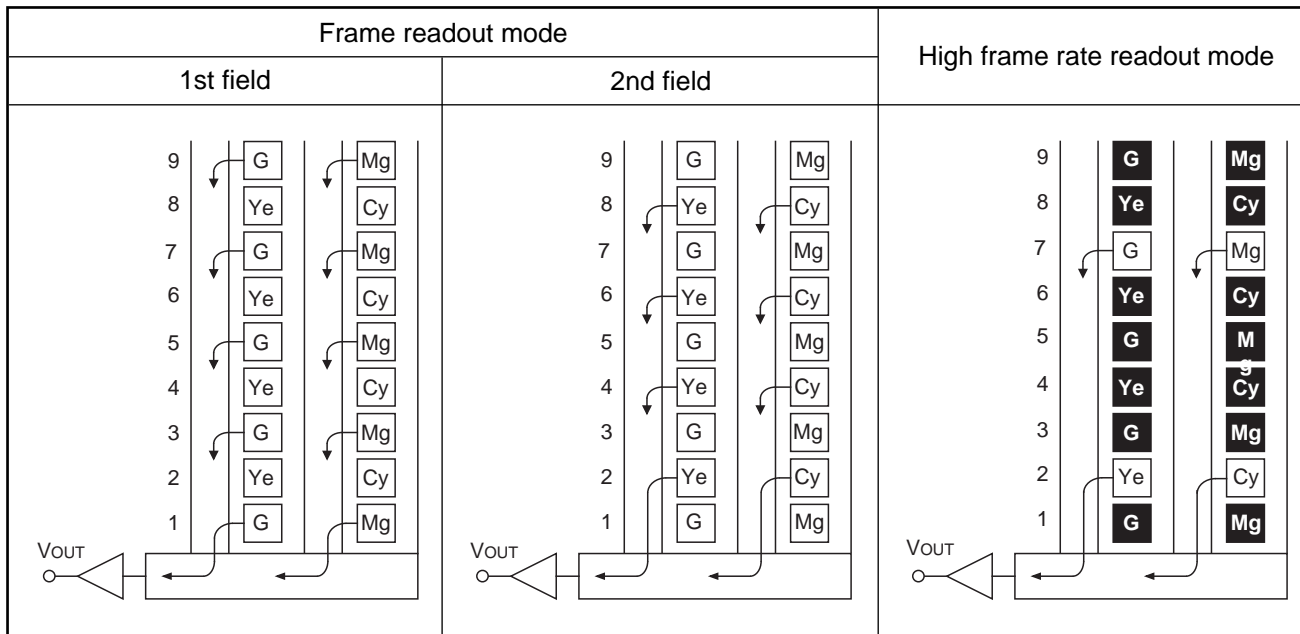 Frame readout mode
High frame rate readout mode
1st field
2nd field
9 G Mg
8 Ye Cy
7 G Mg
6 Ye Cy
5 G Mg
4 Ye Cy
3 G Mg
2 Ye Cy
1 G Mg
VOUT
9 G Mg
8 Ye Cy
7 G Mg
6 Ye Cy
5 G Mg
4 Ye Cy
3 G Mg
2 Ye Cy
1 G Mg
VOUT
9 G Mg
8 Ye Cy
7 G Mg
6 Ye Cy
5 G Mg
4 Ye Cy
3 G Mg
2 Ye Cy
1 G Mg
VOUT